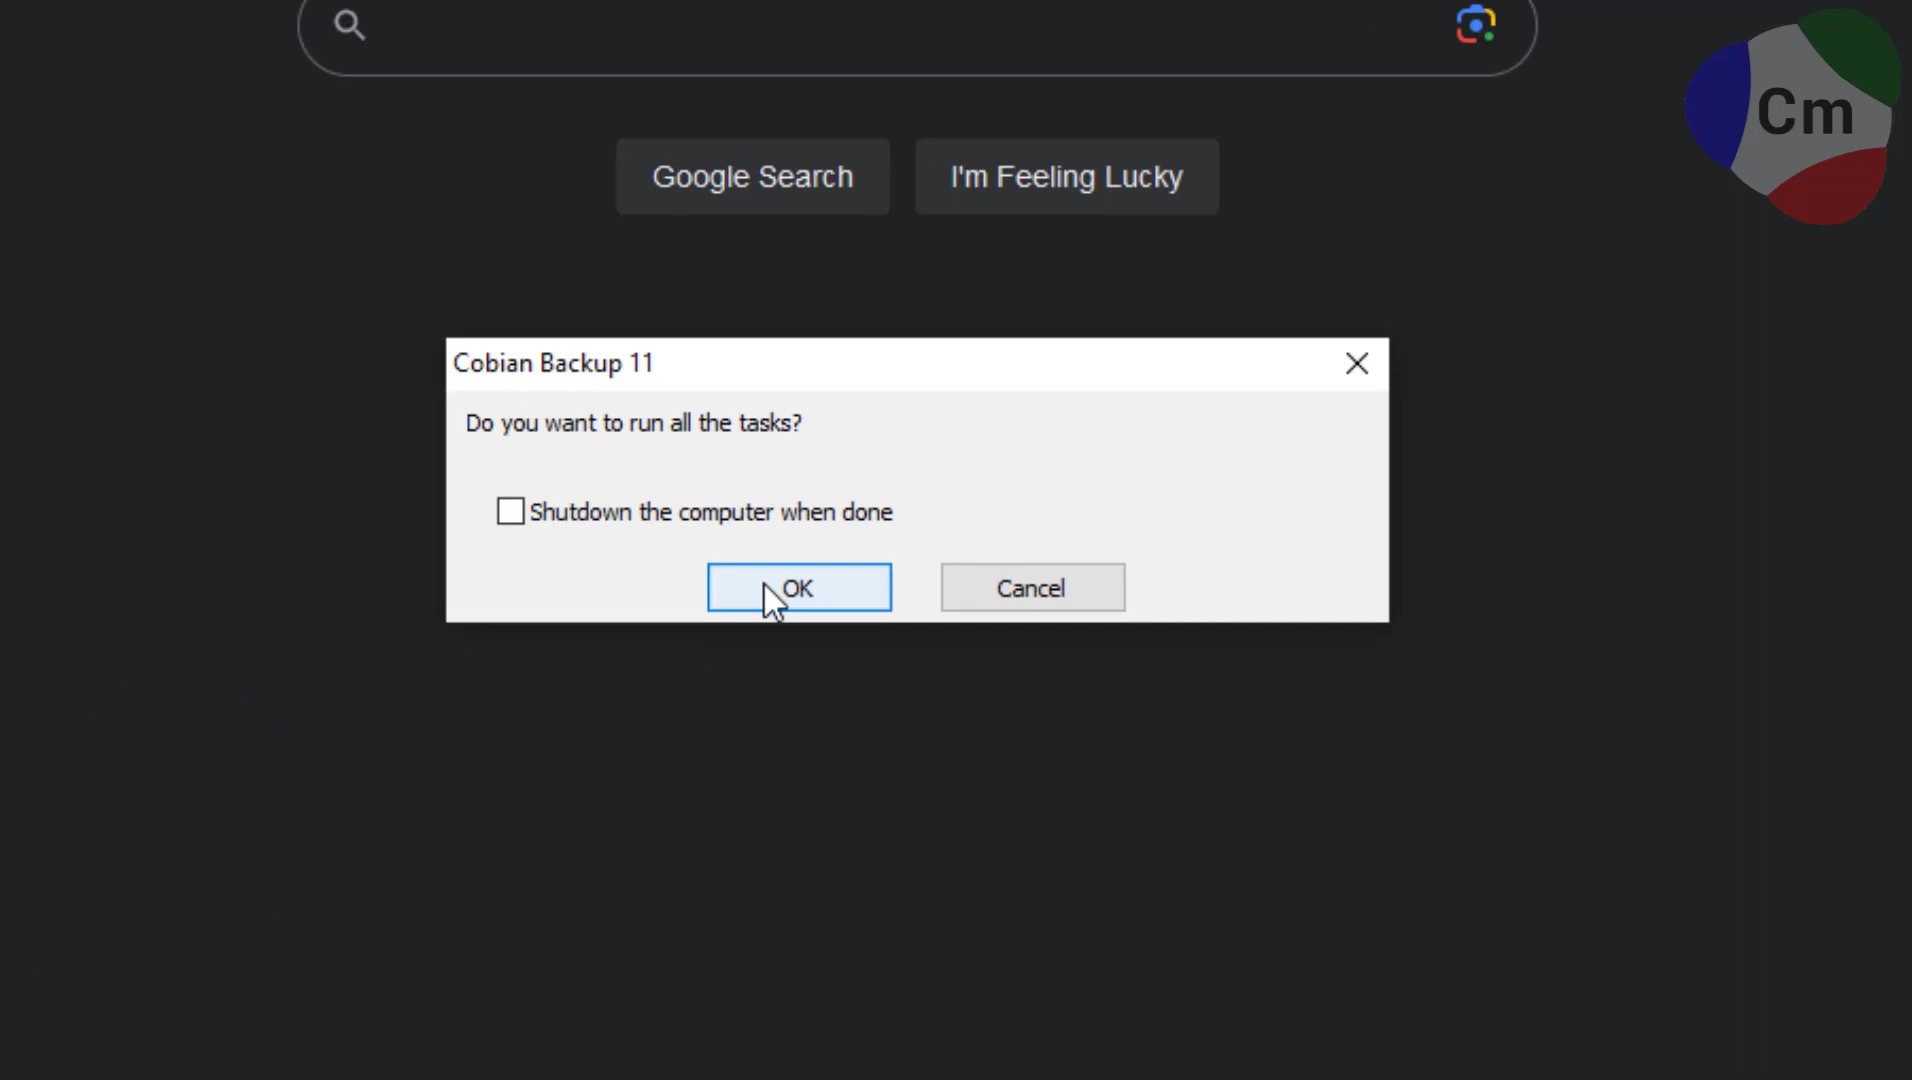 Cm
Google Search
I'm Feeling Lucky
Cobian Backup 11
Do you want to run all the tasks?
Shutdown the computer when done
OK
Cancel